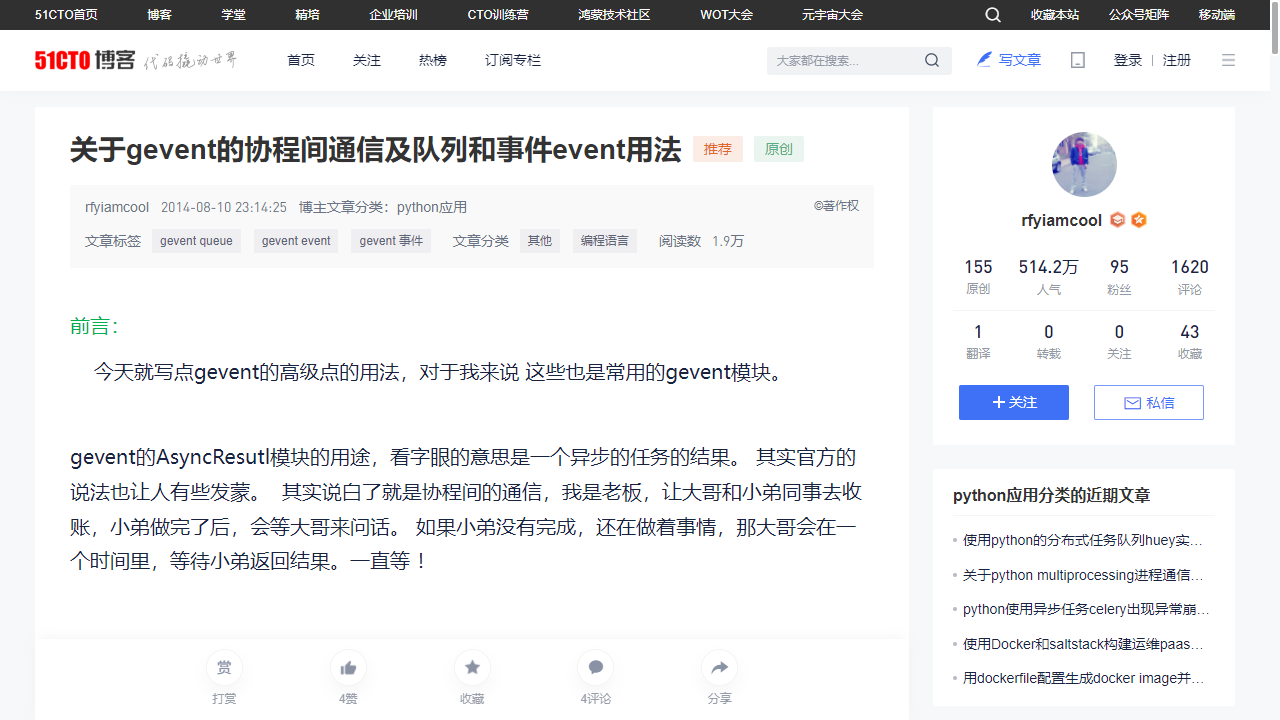 51CTO首页 博客 学堂 精培 企业培训 CTO训练营 鸿蒙技术社区 WOT大会 元宇宙大会 收藏本站 公众号矩阵 移动端
51CTO 博客 代码撬动世界 首页 关注 热榜 订阅专栏 大家都在搜索... 写文章 登录 | 注册
关于gevent的协程间通信及队列和事件event用法 推荐 原创
rfyiamcool 2014-08-10 23:14:25 博主文章分类：python应用 ©著作权
文章标签 gevent queue gevent event gevent 事件 文章分类 其他 编程语言 阅读数 1.9万
前言：
今天就写点gevent的高级点的用法，对于我来说 这些也是常用的gevent模块。
gevent的AsyncResutl模块的用途，看字眼的意思是一个异步的任务的结果。 其实官方的
说法也让人有些发蒙。 其实说白了就是协程间的通信，我是老板，让大哥和小弟同事去收
账，小弟做完了后，会等大哥来问话。 如果小弟没有完成，还在做着事情，那大哥会在一
个时间里，等待小弟返回结果。一直等！
赏
打赏 4赞 收藏 4评论 分享
rfyiamcool
155 514.2万 95 1620
原创 人气 粉丝 评论
1 0 0 43
翻译 转载 关注 收藏
关注 私信
python应用分类的近期文章
使用python的分布式任务队列huey实...
关于python multiprocessing进程通信...
python使用异步任务celery出现异常崩...
使用Docker和saltstack构建运维paas...
用dockerfile配置生成docker image并...